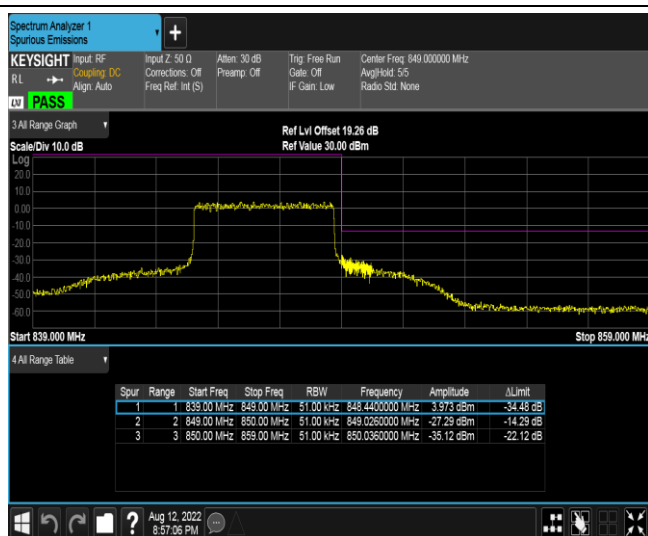 Spectrum Analyzer 1
Spurious Emissions
+
KEYSIGHT Input: RF Input Z: 50 Ω Atten: 30 dB Trig: Free Run Center Freq: 849.000000 MHz
RL Coupling: DC Corrections: Off Preamp: Off Gate: Off Avg|Hold: 5/5
Align: Auto Freq Ref: Int (S) IF Gain: Low Radio Std: None
LXI PASS
3 All Range Graph
Ref Lvl Offset 19.26 dB
Scale/Div 10.0 dB Ref Value 30.00 dBm
Log
20.0
10.0
0.00
-10.0
-20.0
-30.0
-40.0
-50.0
-60.0
Start 839.000 MHz Stop 859.000 MHz
4 All Range Table
Spur Range Start Freq Stop Freq RBW Frequency Amplitude ΔLimit
1 1 839.00 MHz 849.00 MHz 51.00 kHz 848.4400000 MHz 3.973 dBm -34.48 dB
2 2 849.00 MHz 850.00 MHz 51.00 kHz 849.0260000 MHz -27.29 dBm -14.29 dB
3 3 850.00 MHz 859.00 MHz 51.00 kHz 850.0360000 MHz -35.12 dBm -22.12 dB
? Aug 12, 2022
8:57:06 PM